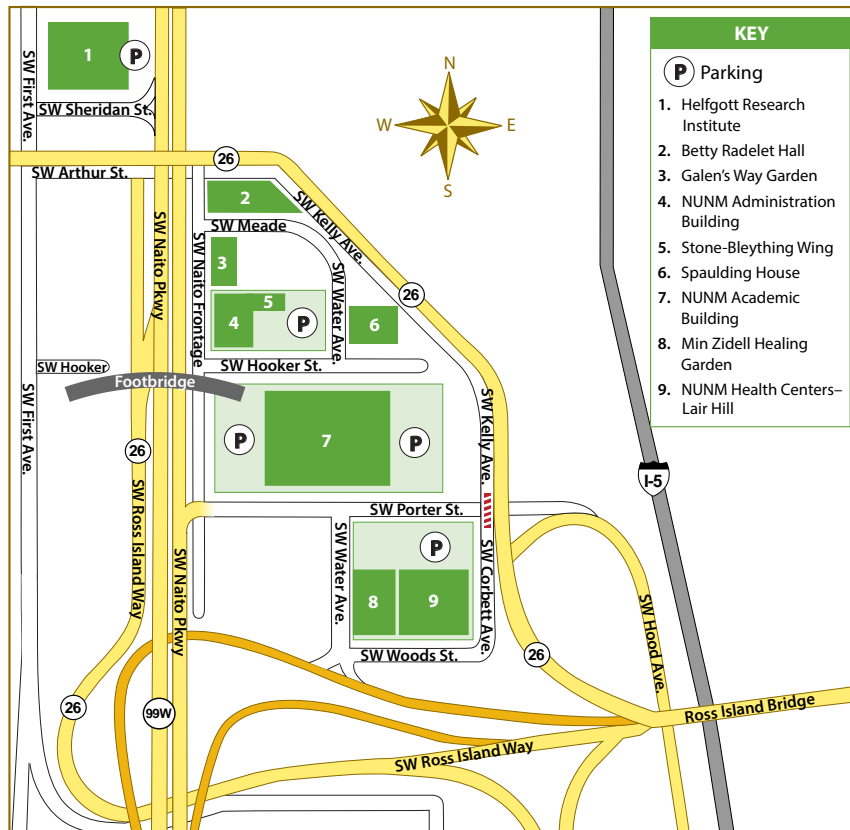 1
P
SW First Ave.
SW Sheridan St.
26
SW Arthur St.
N
W
E
S
KEY
P Parking
1. Helfgott Research
Institute
2. Betty Radelet Hall
3. Galen's Way Garden
4. NUNM Administration
Building
5. Stone-Bleything Wing
6. Spaulding House
7. NUNM Academic
Building
8. Min Zidell Healing
Garden
9. NUNM Health Centers–
Lair Hill
2
SW Meade
SW Kelly Ave.
SW Naito Pkwy
SW Naito Frontage
3
SW Water Ave.
26
5
4
P
6
SW Hooker St.
SW Hooker
Footbridge
SW First Ave.
P
7
P
SW Kelly Ave.
26
I-5
SW Porter St.
SW Ross Island Way
SW Naito Pkwy
SW Water Ave.
P
8
9
SW Corbett Ave.
SW Hood Ave.
SW Woods St.
26
26
99W
Ross Island Bridge
SW Ross Island Way